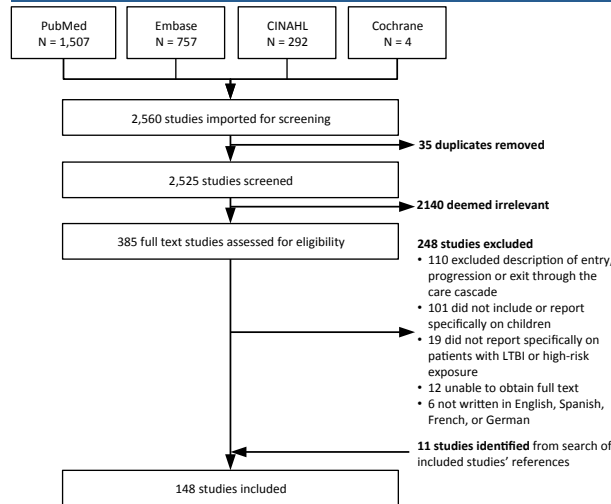 PubMed
N = 1,507
Embase
N = 757
CINAHL
N = 292
Cochrane
N = 4
2,560 studies imported for screening
35 duplicates removed
2,525 studies screened
2140 deemed irrelevant
385 full text studies assessed for eligibility
248 studies excluded
• 110 excluded description of entry,
progression or exit through the
care cascade
• 101 did not include or report
specifically on children
• 19 did not report specifically on
patients with LTBI or high-risk
exposure
• 12 unable to obtain full text
• 6 not written in English, Spanish,
French, or German
11 studies identified from search of
included studies' references
148 studies included